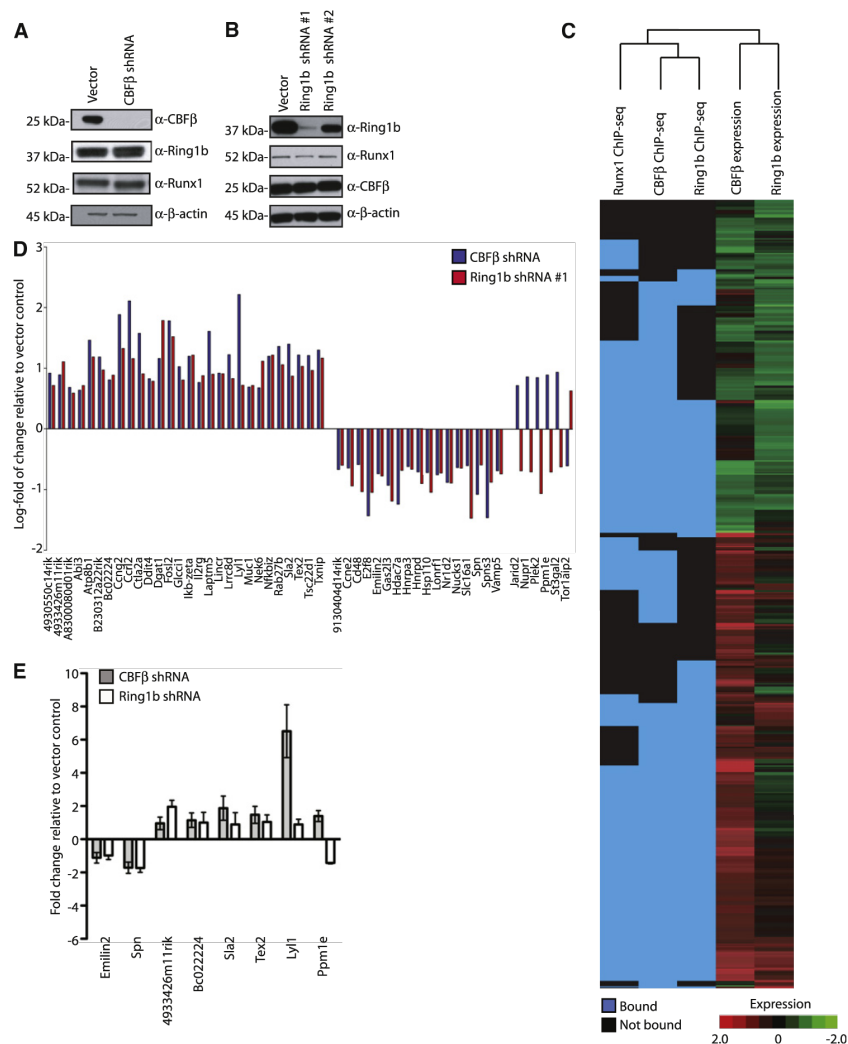 A
Vector
CBFβ shRNA
25 kDa-
α-CBFβ
37 kDa-
α-Ring1b
52 kDa-
α-Runx1
45 kDa-
α-β-actin
B
Vector
Ring1b shRNA #1
Ring1b shRNA #2
37 kDa-
α-Ring1b
52 kDa-
α-Runx1
25 kDa-
α-CBFβ
45 kDa-
α-β-actin
C
Runx1 ChIP-seq
CBFβ ChIP-seq
Ring1b ChIP-seq
CBFβ expression
Ring1b expression
Bound
Not bound
Expression
2.0
0
-2.0
D
Log-fold of change relative to vector control
3
2
1
0
-1
-2
CBFβ shRNA
Ring1b shRNA #1
4930550c14rik
4933426m11rik
A830080d01rik
Abi3
Atp8b1
B230312a22rik
Bc022224
Ccng2
Ccrl2
Ctla2a
Ddit4
Dgat1
Fosl2
Glcci1
Ikb-zeta
Il2rg
Laptm5
Lincr
Lrrc8d
Lyl1
Muc1
Nek6
Nfkbiz
Rab27b
Sla2
Tex2
Tsc22d1
Txnip
9130404d14rik
Ccne2
Cd48
E2f8
Emilin2
Gas2l3
Hdac7a
Hnrpa3
Hnrpd
Hsp110
Lonrf1
Nr1d2
Nucks1
Slc16a1
Spn
Spns3
Vamp5
Jarid2
Nupr1
Plek2
Ppm1e
St3gal2
Tor1aip2
E
Fold change relative to vector control
10
8
6
4
2
0
-2
-4
-6
CBFβ shRNA
Ring1b shRNA
Emilin2
Spn
4933426m11rik
Bc022224
Sla2
Tex2
Lyl1
Ppm1e